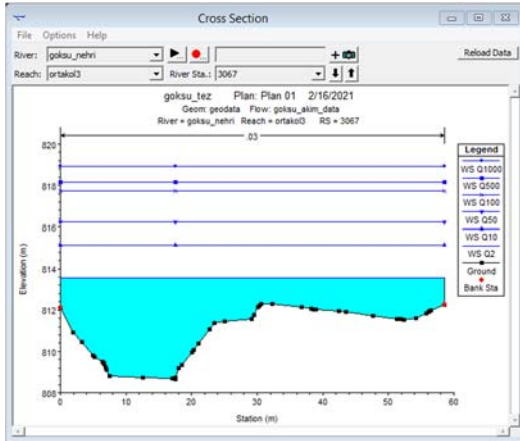 Cross Section
File Options Help
River: goksu_nehri
Reload Data
Reach: ortakol3 River Sta.: 3067
goksu_tez Plan: Plan 01 2/16/2021
Geom: geodata Flow: goksu_akim_data
River = goksu_nehri Reach = ortakol3 RS = 3067
.03
Legend
WS Q1000
WS Q500
WS Q100
WS Q50
WS Q10
WS Q2
Ground
Bank Sta
Elevation (m)
820
818
816
814
812
810
808
0 10 20 30 40 50 60
Station (m)